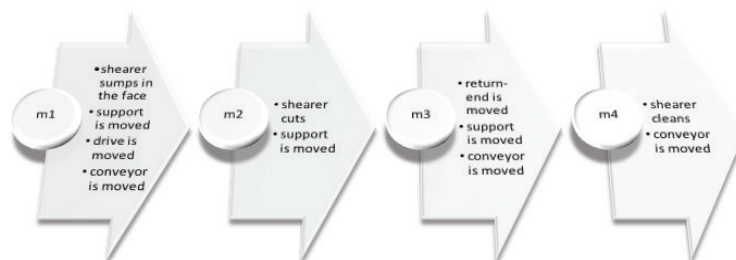 m1
• shearer
sumps in
the face
• support
is moved
• drive is
moved
• conveyor
is moved
m2
• shearer
cuts
• support
is moved
m3
• return-
end is
moved
• support
is moved
• conveyor
is moved
m4
• shearer
cleans
• conveyor
is moved